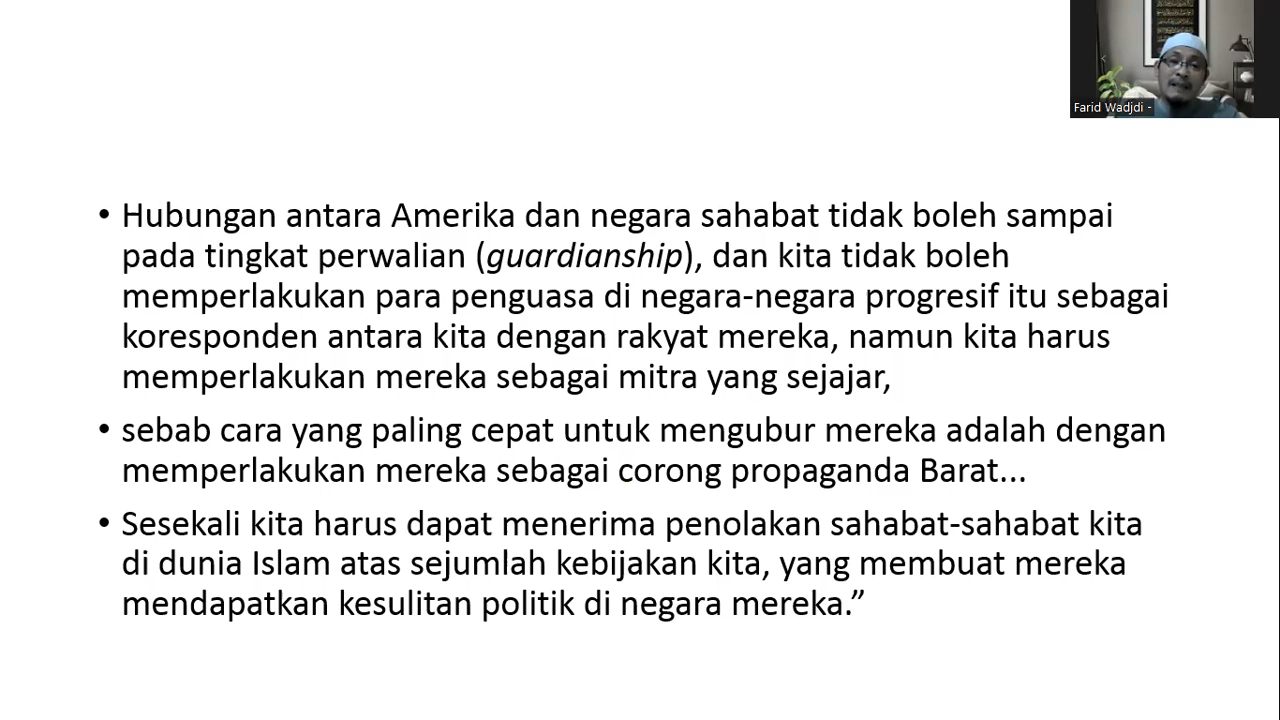 Farid Wadjdi -
• Hubungan antara Amerika dan negara sahabat tidak boleh sampai
pada tingkat perwalian (guardianship), dan kita tidak boleh
memperlakukan para penguasa di negara-negara progresif itu sebagai
koresponden antara kita dengan rakyat mereka, namun kita harus
memperlakukan mereka sebagai mitra yang sejajar,
• sebab cara yang paling cepat untuk mengubur mereka adalah dengan
memperlakukan mereka sebagai corong propaganda Barat...
• Sesekali kita harus dapat menerima penolakan sahabat-sahabat kita
di dunia Islam atas sejumlah kebijakan kita, yang membuat mereka
mendapatkan kesulitan politik di negara mereka.”